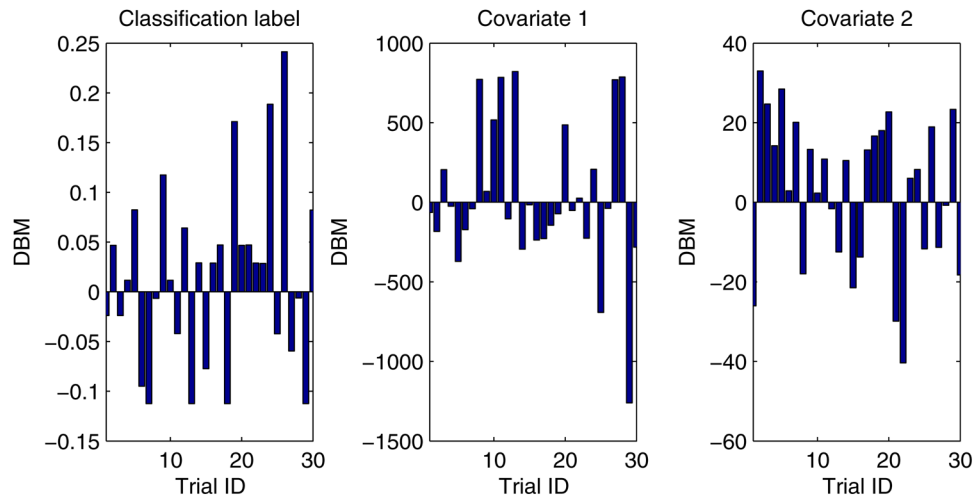 Classification label
0.25
0.2
0.15
0.1
0.05
0
−0.05
−0.1
−0.15
DBM
10 20 30
Trial ID
Covariate 1
1000
500
0
−500
−1000
−1500
DBM
10 20 30
Trial ID
Covariate 2
40
20
0
−20
−40
−60
DBM
10 20 30
Trial ID